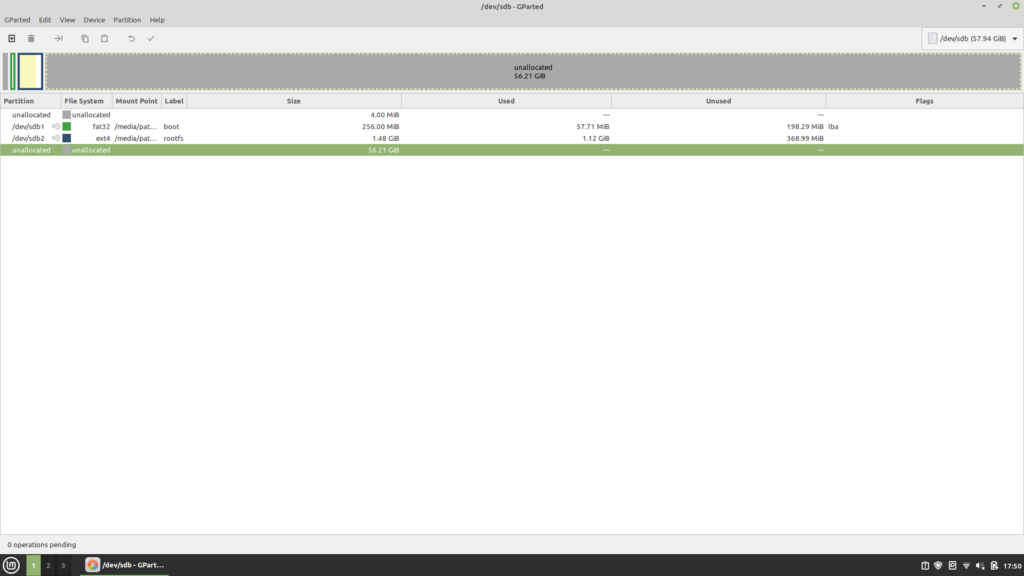 /dev/sdb - GParted
GParted Edit View Device Partition Help
/dev/sdb (57.94 GiB)
unallocated
56.21 GiB
Partition File System Mount Point Label Size Used Unused Flags
unallocated unallocated 4.00 MiB --- ---
/dev/sdb1 fat32 /media/pat... boot 256.00 MiB 57.71 MiB 198.29 MiB lba
/dev/sdb2 ext4 /media/pat... rootfs 1.48 GiB 1.12 GiB 368.99 MiB
unallocated unallocated 56.21 GiB --- ---
0 operations pending
1 2 3 /dev/sdb - GPart... 17:50